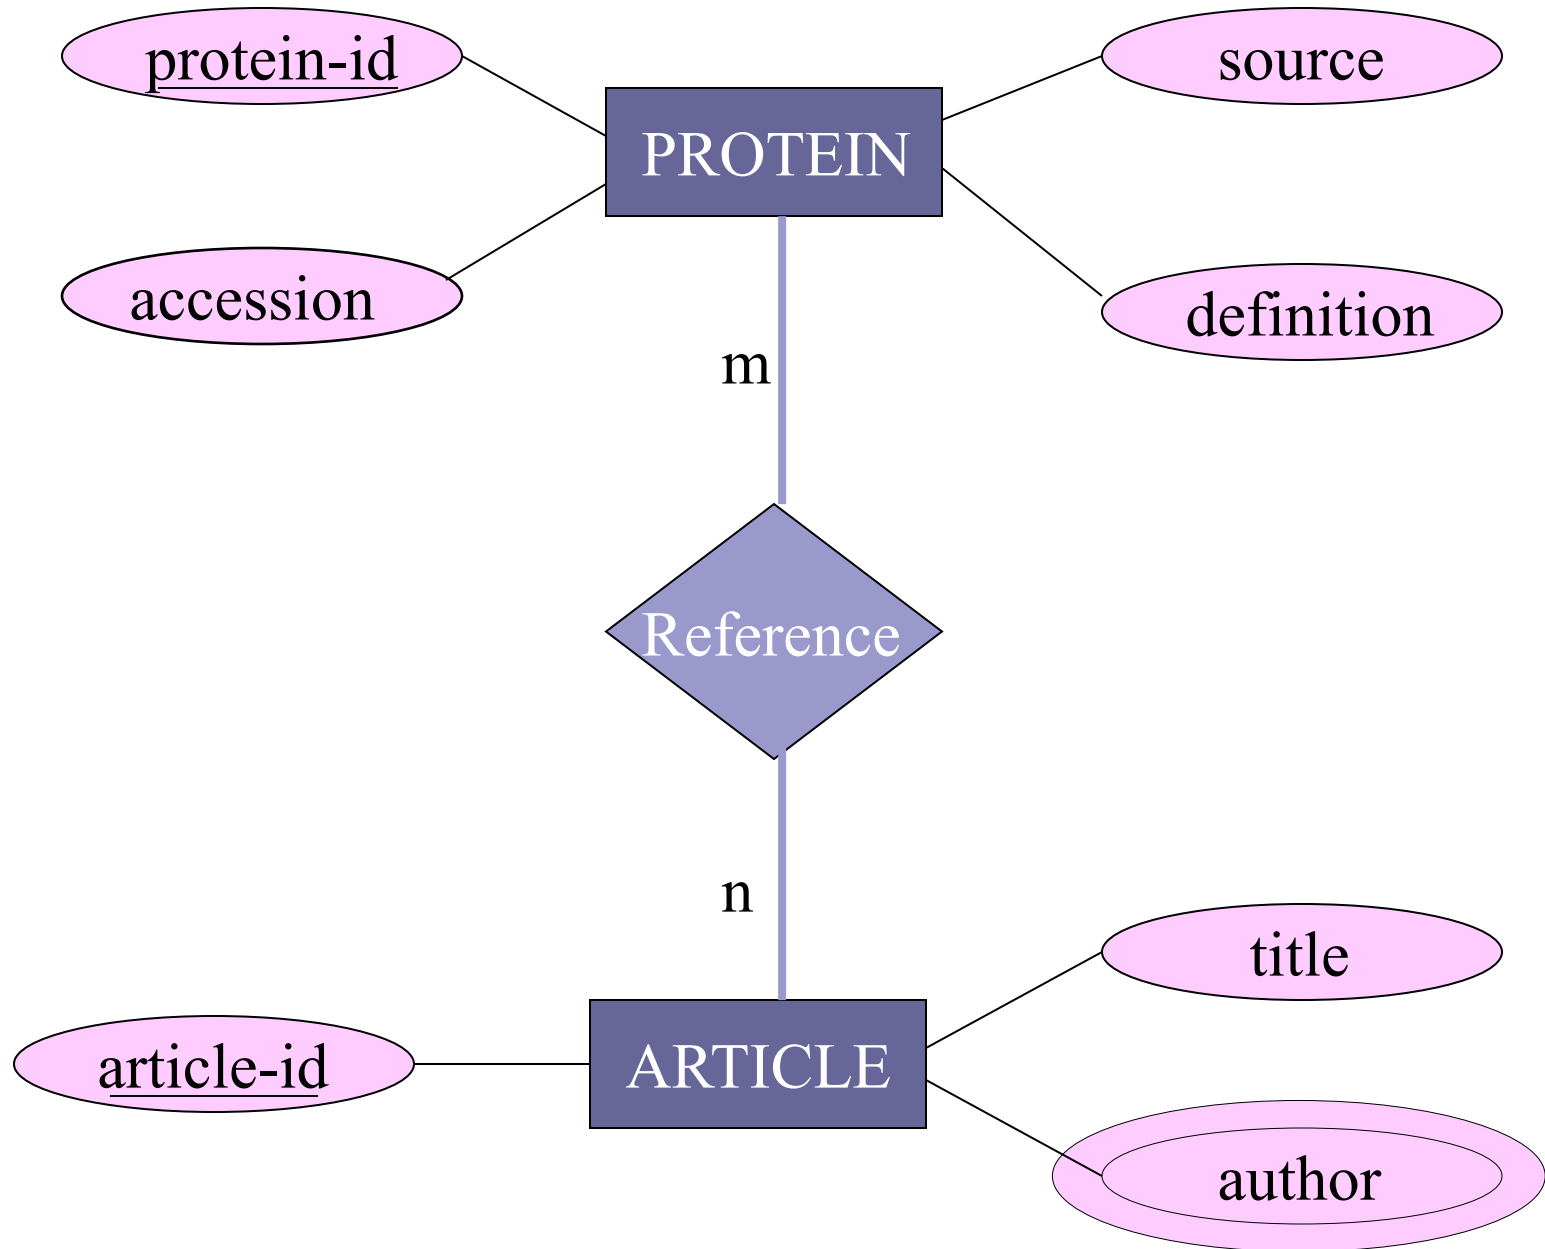 protein-id
source
PROTEIN
accession
definition
m
Reference
n
title
article-id
ARTICLE
author